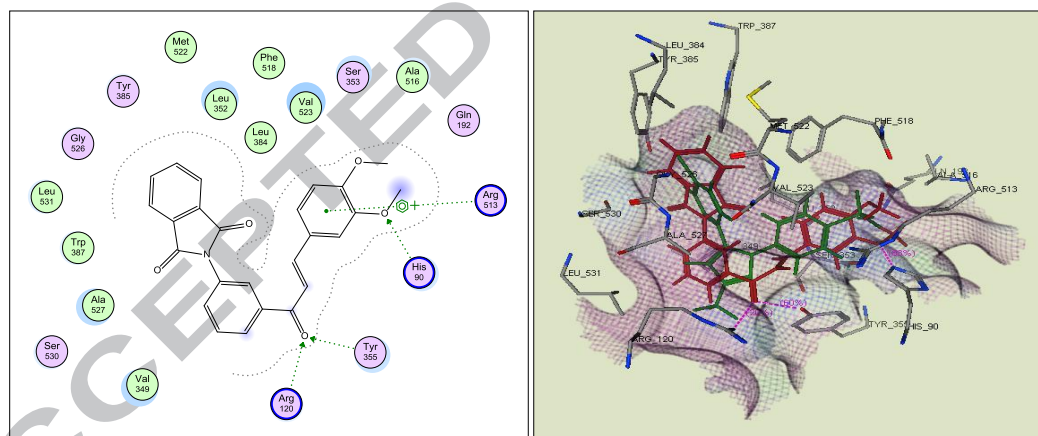 CCEPTED
Met
522
Phe
518
Ser
353
Ala
516
Tyr
385
Leu
352
Val
523
Gln
192
Gly
526
Leu
384
Leu
531
Arg
513
Trp
387
His
90
Ala
527
Ser
530
Tyr
355
Val
349
Arg
120
O
O
O
N
O
O
+
TRP_387
LEU_384
TYR_385
MET_522
PHE_518
ARG_513
VAL_523
SER_530
ALA_527
LEU_531
TYR_355
HIS_90
ARG_120